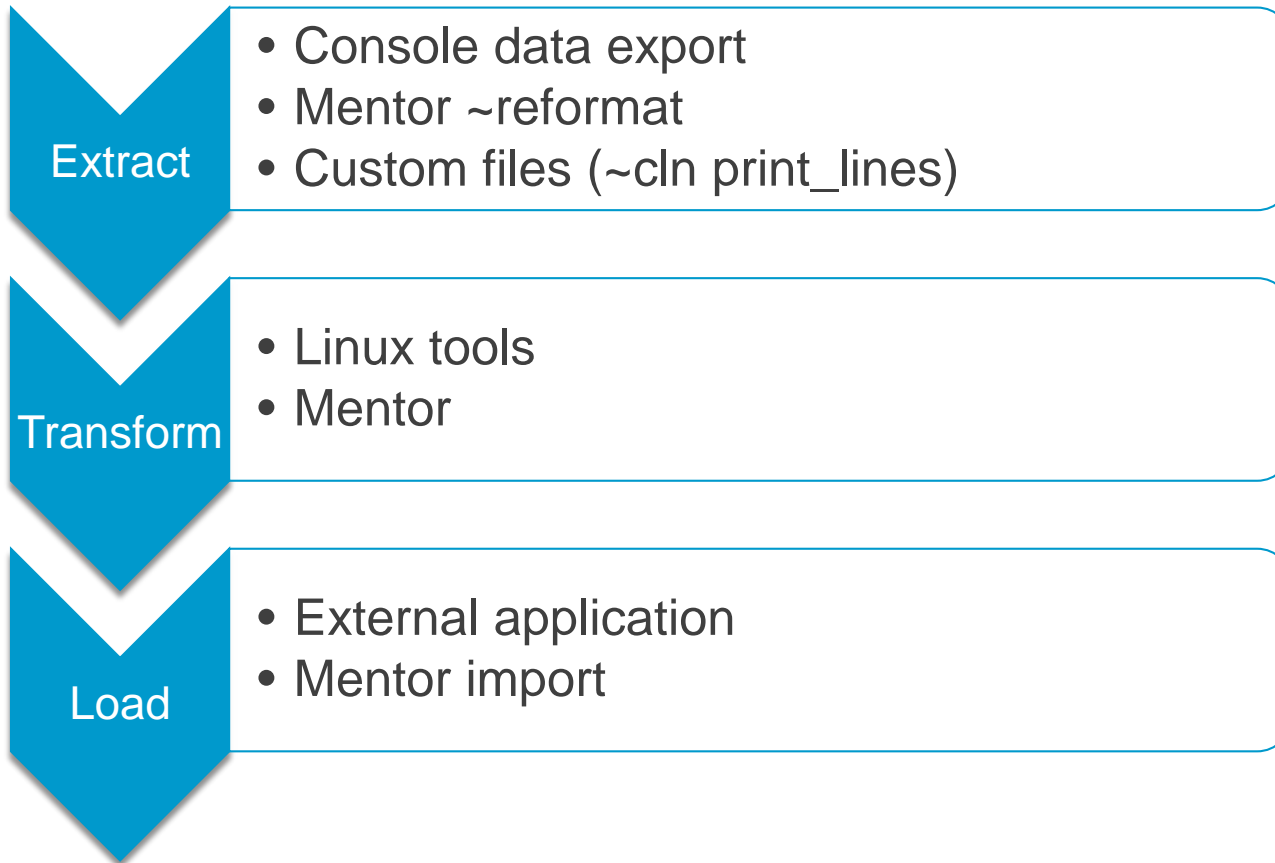 Extract
• Console data export
• Mentor ~reformat
• Custom files (~cln print_lines)
Transform
• Linux tools
• Mentor
Load
• External application
• Mentor import